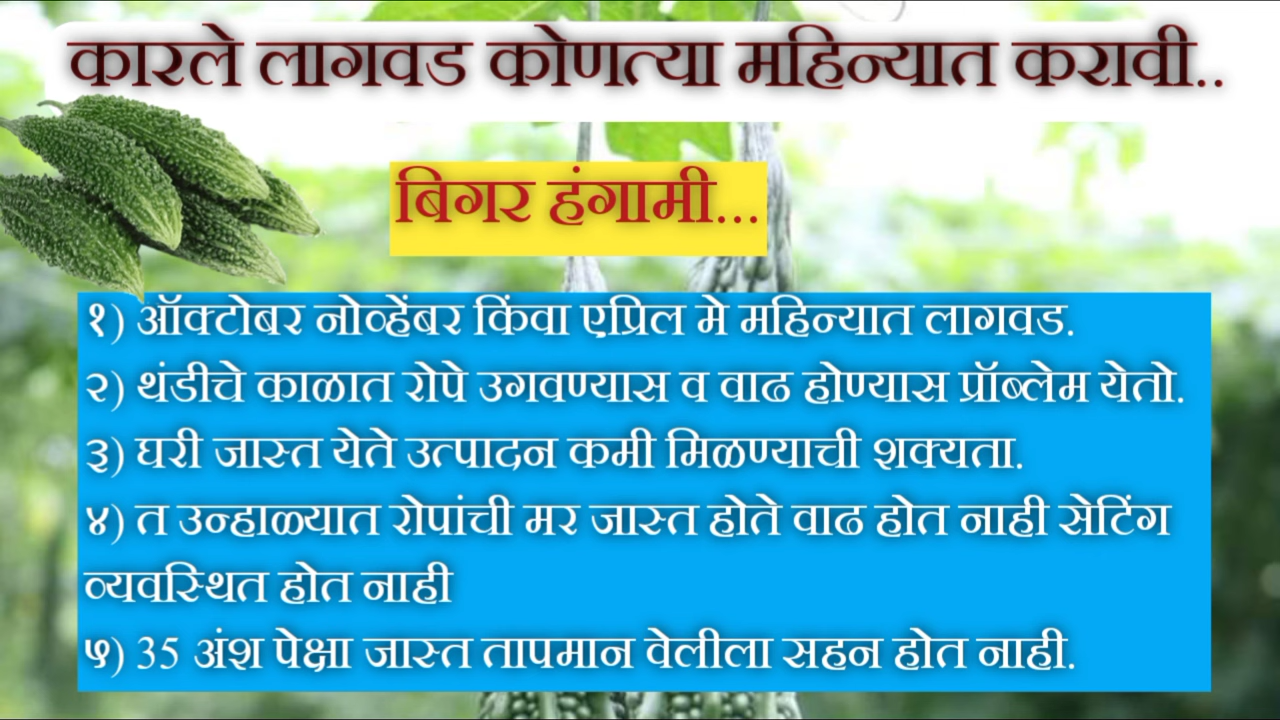 कारले लागवड कोणत्या महिन्यात करावी..
बिगर हंगामी...
१) ऑक्टोबर नोव्हेंबर किंवा एप्रिल मे महिन्यात लागवड.
२) थंडीचे काळात रोपे उगवण्यास व वाढ होण्यास प्रॉब्लेम येतो.
३) घरी जास्त येते उत्पादन कमी मिळण्याची शक्यता.
४) त उन्हाळ्यात रोपांची मर जास्त होते वाढ होत नाही सेटिंग
व्यवस्थित होत नाही
५) 35 अंश पेक्षा जास्त तापमान वेलीला सहन होत नाही.